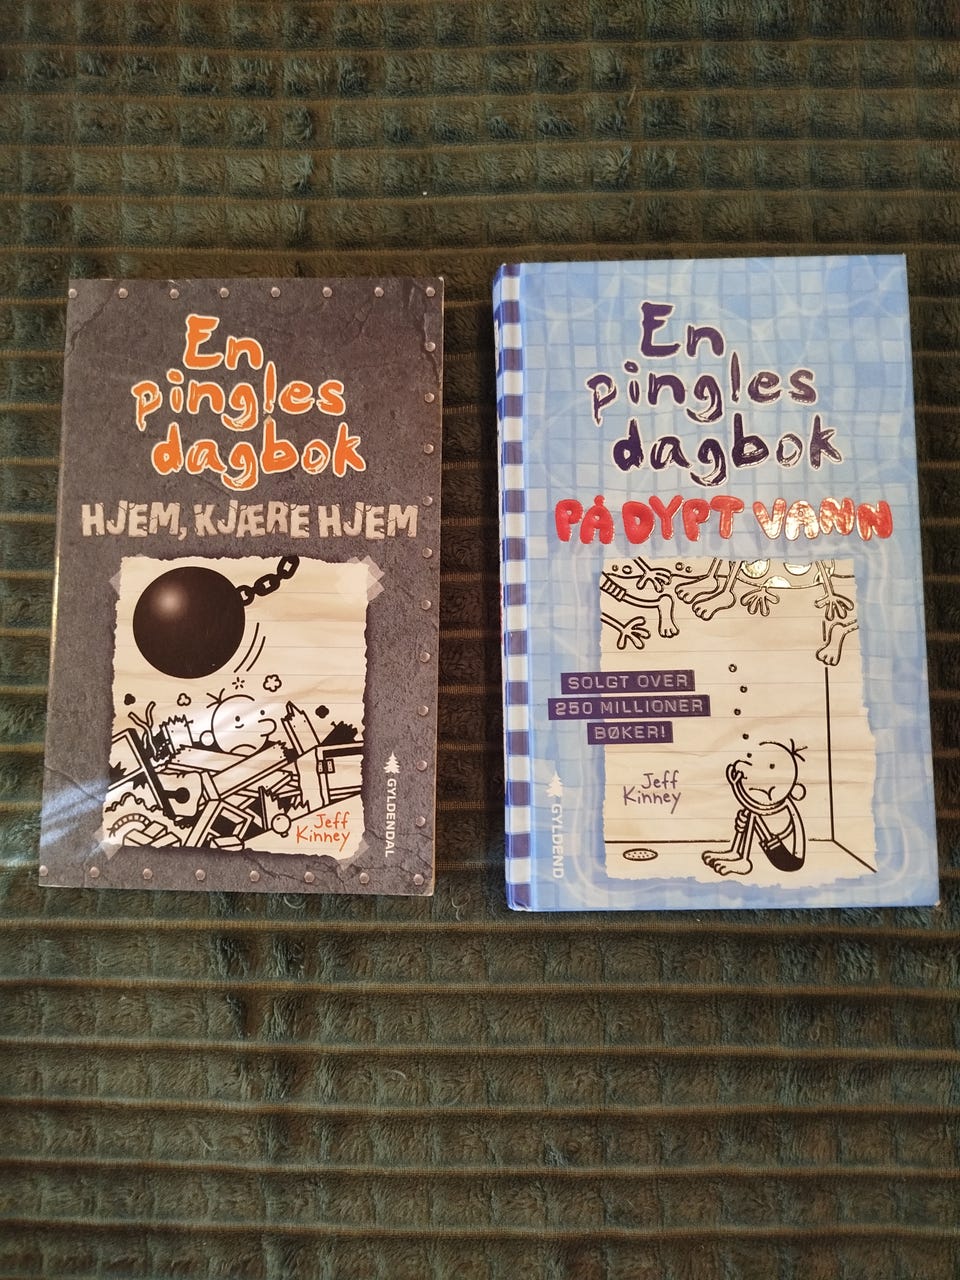 En
pingles
dagbok
HJEM, KJÆRE HJEM
Jeff
Kinney
GYLDENDAL
En
pingles
dagbok
PÅ DYPT VANN
SOLGT OVER
250 MILLIONER
BØKER!
Jeff
Kinney
GYLDEND